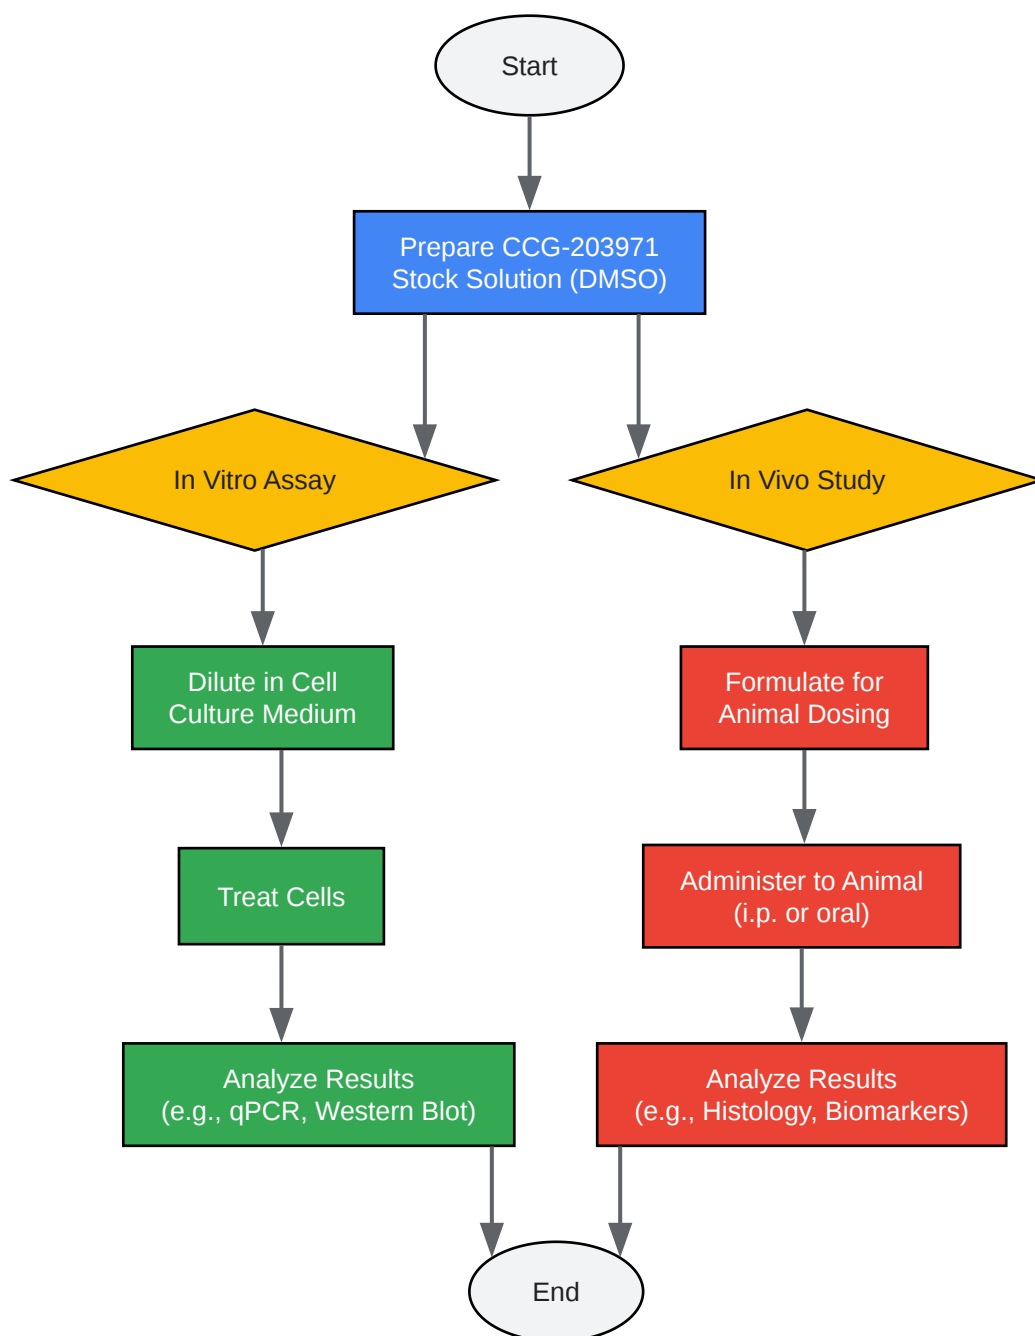 Start
Prepare CCG-203971
Stock Solution (DMSO)
In Vitro Assay
In Vivo Study
Dilute in Cell
Culture Medium
Formulate for
Animal Dosing
Treat Cells
Administer to Animal
(i.p. or oral)
Analyze Results
(e.g., qPCR, Western Blot)
Analyze Results
(e.g., Histology, Biomarkers)
End